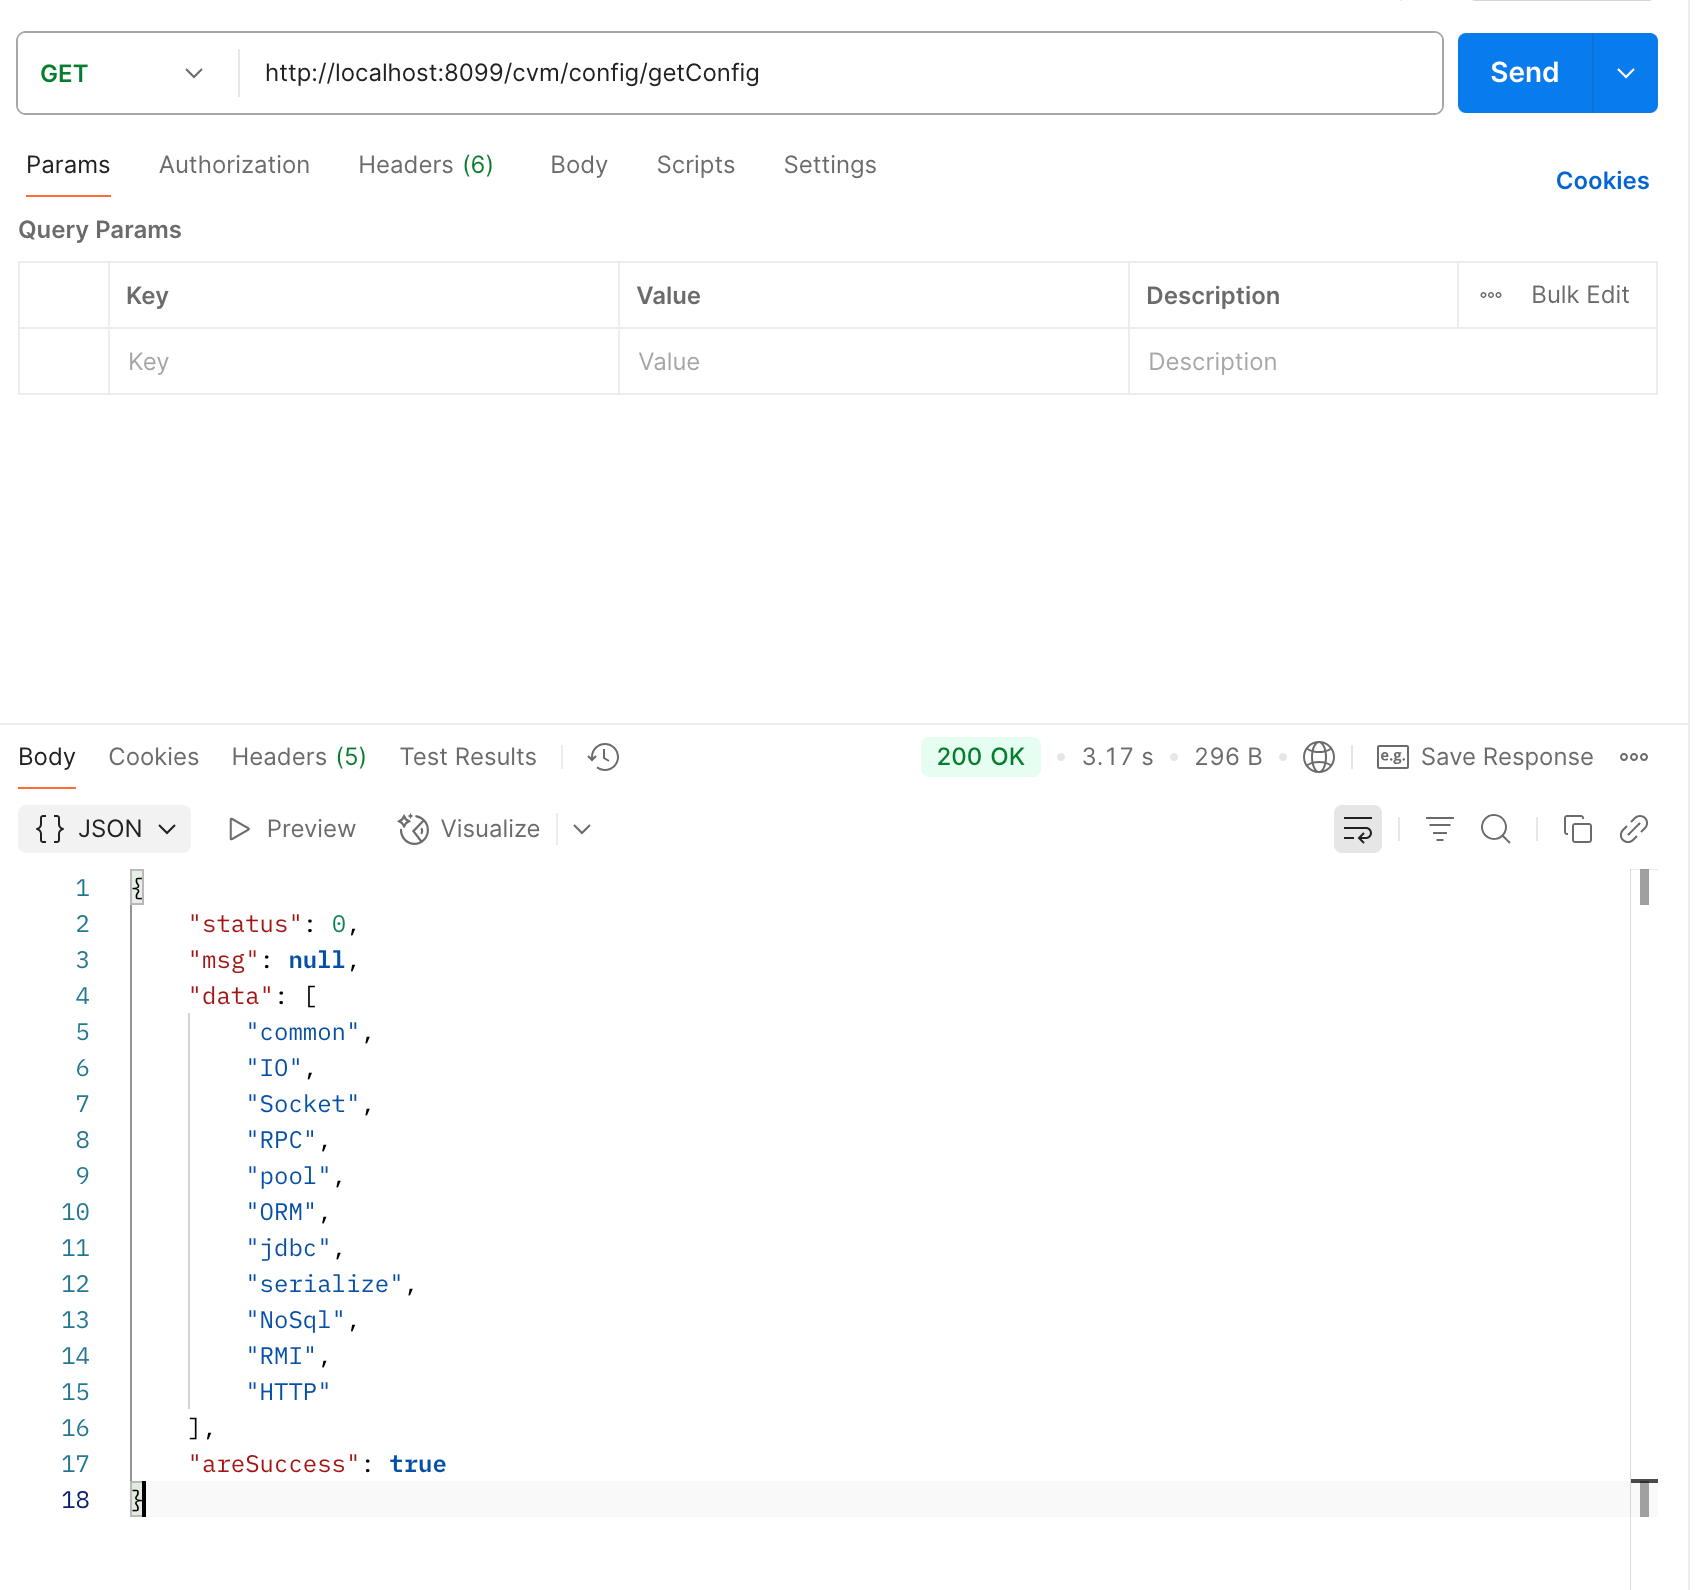 GET http://localhost:8099/cvm/config/getConfig Send
Params Authorization Headers (6) Body Scripts Settings Cookies
Query Params
Key Value Description Bulk Edit
Key Value Description
Body Cookies Headers (5) Test Results 200 OK 3.17 s 296 B e.g. Save Response
{} JSON Preview Visualize
1 {
2 "status": 0,
3 "msg": null,
4 "data": [
5 "common",
6 "IO",
7 "Socket",
8 "RPC",
9 "pool",
10 "ORM",
11 "jdbc",
12 "serialize",
13 "NoSql",
14 "RMI",
15 "HTTP"
16 ],
17 "areSuccess": true
18 }